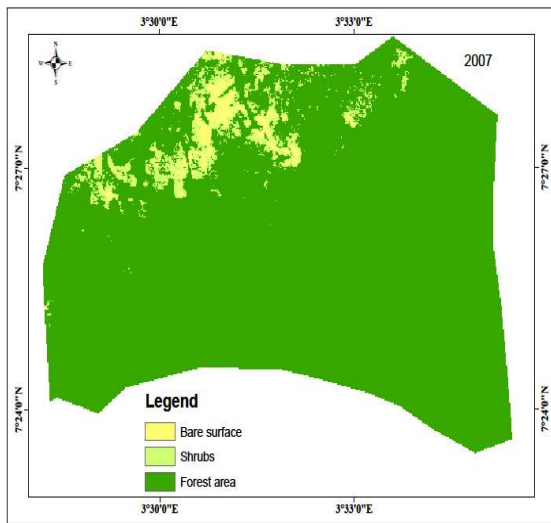 3°30'0"E 3°33'0"E
N
W E
S
2007
7°27'0"N 7°27'0"N
7°24'0"N 7°24'0"N
Legend
Bare surface
Shrubs
Forest area
3°30'0"E 3°33'0"E